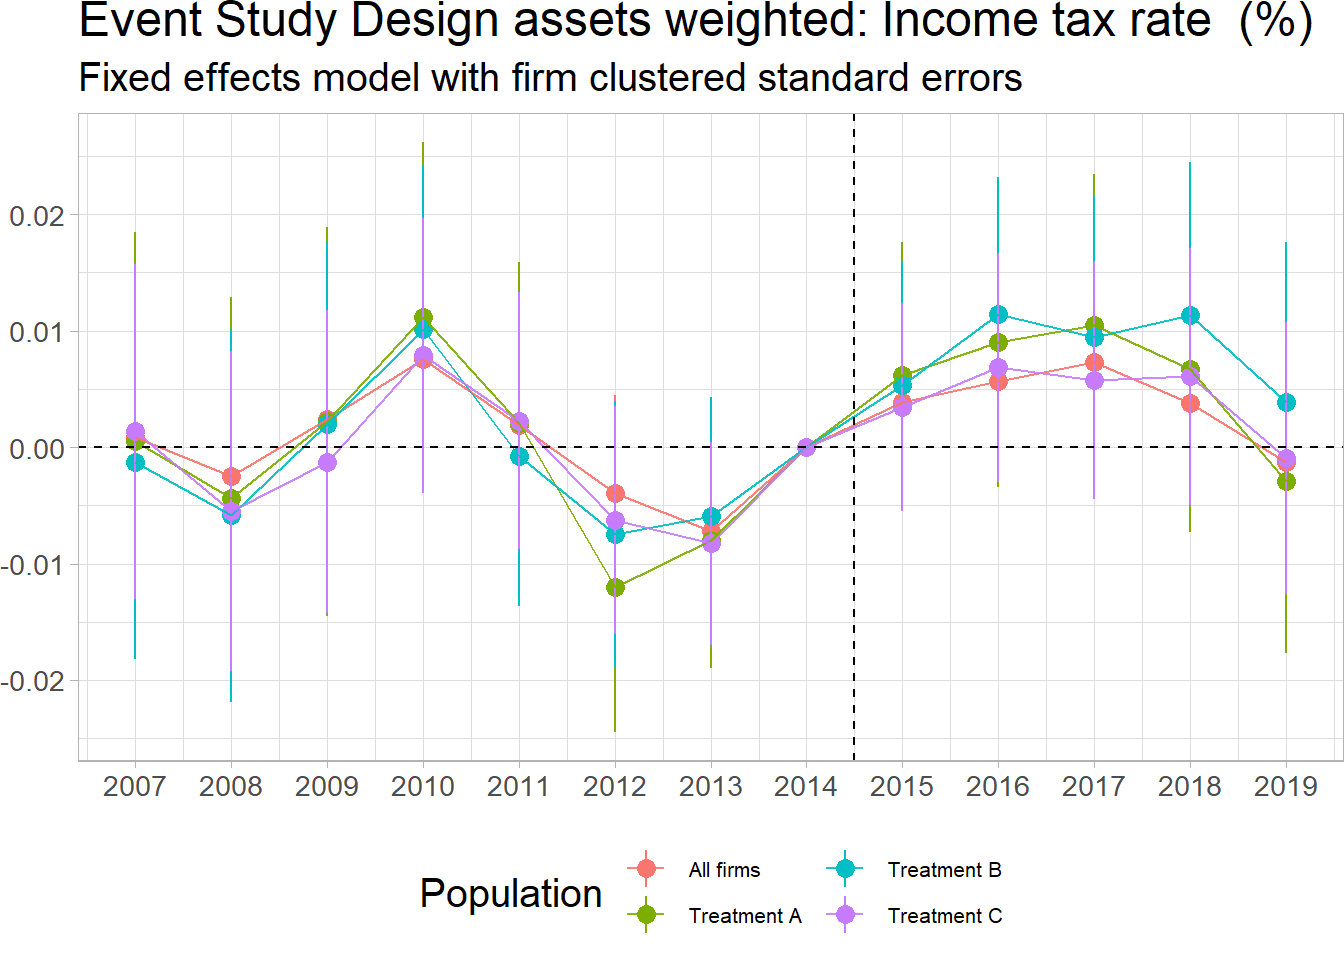 Event Study Design assets weighted: Income tax rate  (%)
Fixed effects model with firm clustered standard errors
0.02
0.01
0.00
-0.01
-0.02
2007 2008 2009 2010 2011 2012 2013 2014 2015 2016 2017 2018 2019
Population
All firms
Treatment A
Treatment B
Treatment C